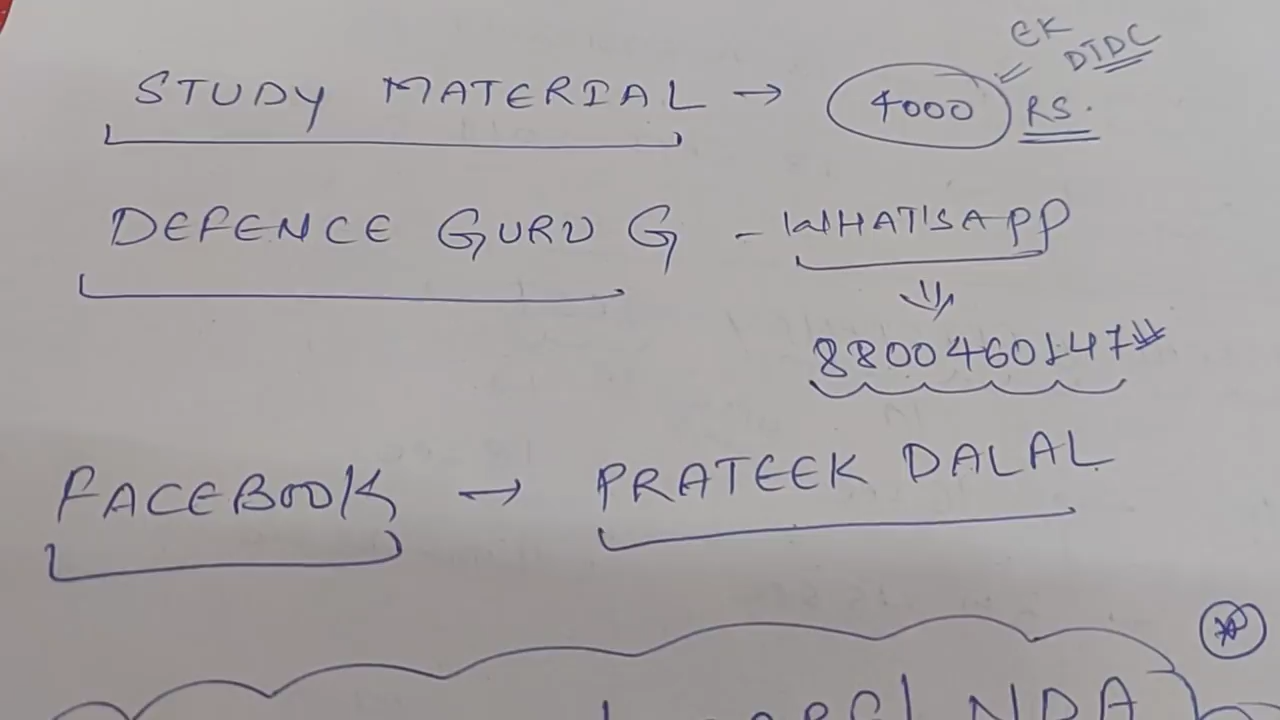 EK
DTDC
STUDY MATERIAL → 4000 RS.
DEFENCE GURU G - WHATSAPP
8800460147
FACEBOOK → PRATEEK DALAL
NDA